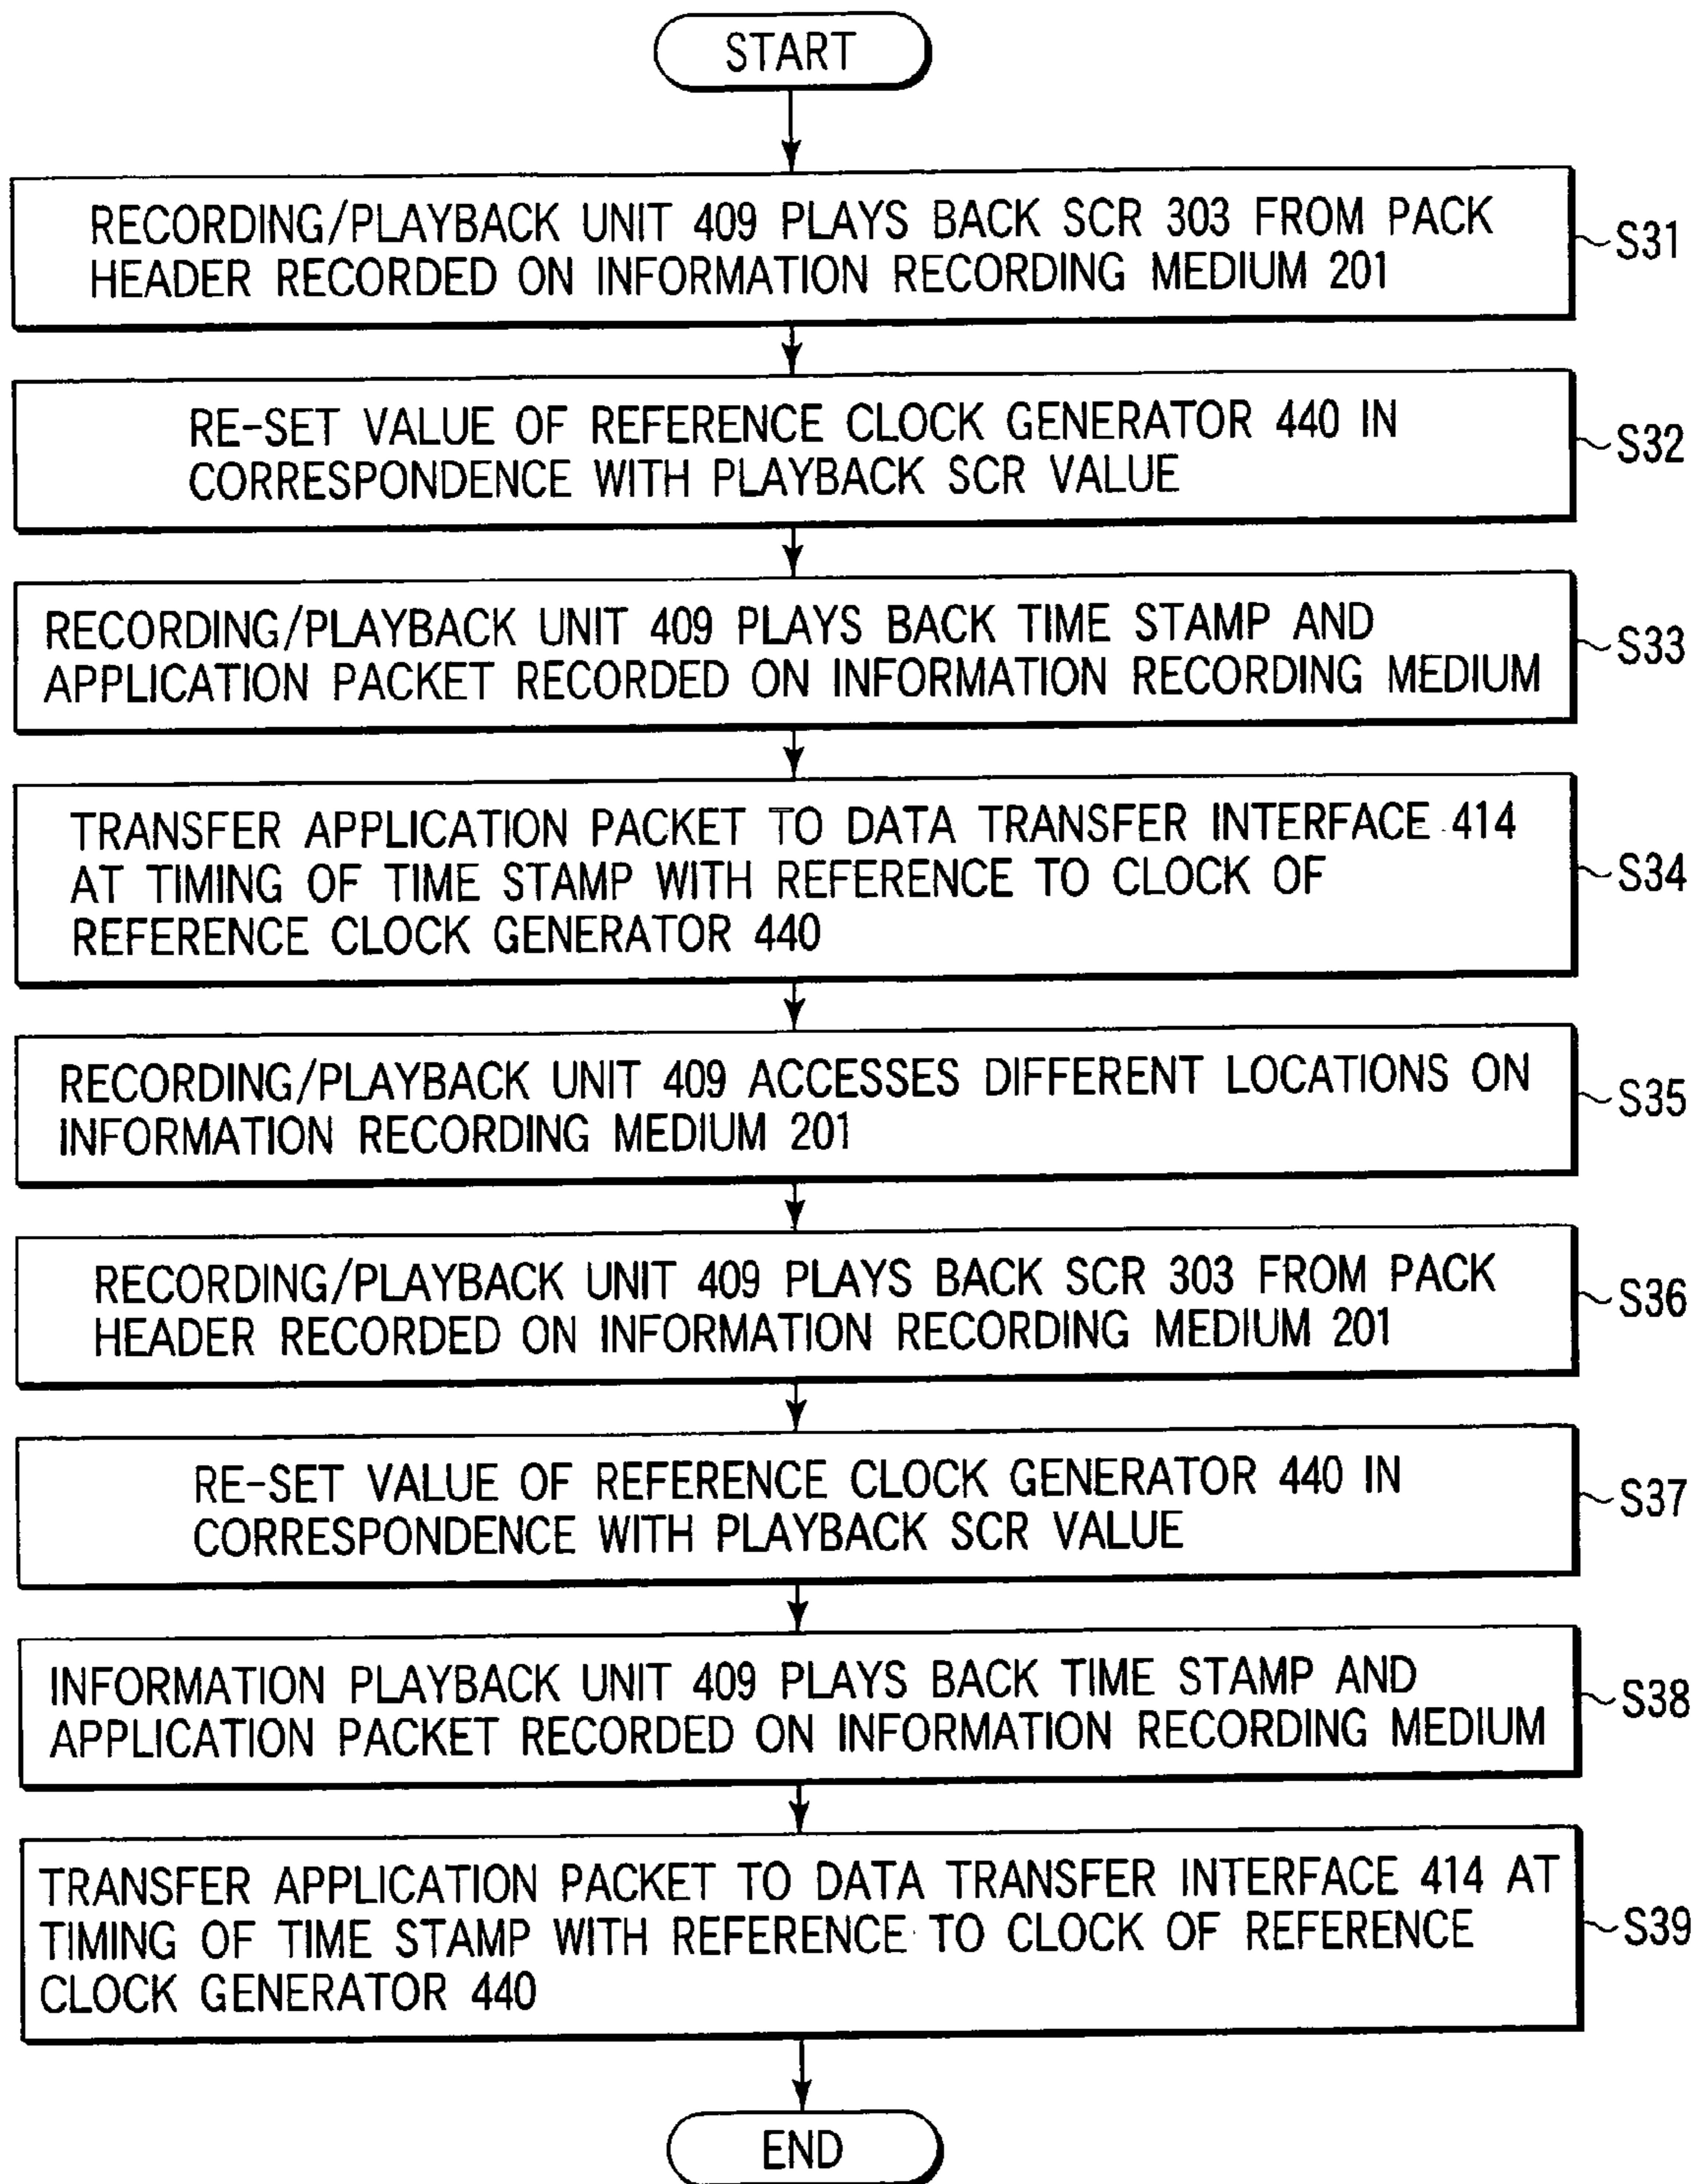 START
RECORDING/PLAYBACK UNIT 409 PLAYS BACK SCR 303 FROM PACK
HEADER RECORDED ON INFORMATION RECORDING MEDIUM 201
S31
RE-SET VALUE OF REFERENCE CLOCK GENERATOR 440 IN
CORRESPONDENCE WITH PLAYBACK SCR VALUE
S32
RECORDING/PLAYBACK UNIT 409 PLAYS BACK TIME STAMP AND
APPLICATION PACKET RECORDED ON INFORMATION RECORDING MEDIUM
S33
TRANSFER APPLICATION PACKET TO DATA TRANSFER INTERFACE 414
AT TIMING OF TIME STAMP WITH REFERENCE TO CLOCK OF
REFERENCE CLOCK GENERATOR 440
S34
RECORDING/PLAYBACK UNIT 409 ACCESSES DIFFERENT LOCATIONS ON
INFORMATION RECORDING MEDIUM 201
S35
RECORDING/PLAYBACK UNIT 409 PLAYS BACK SCR 303 FROM PACK
HEADER RECORDED ON INFORMATION RECORDING MEDIUM 201
S36
RE-SET VALUE OF REFERENCE CLOCK GENERATOR 440 IN
CORRESPONDENCE WITH PLAYBACK SCR VALUE
S37
INFORMATION PLAYBACK UNIT 409 PLAYS BACK TIME STAMP AND
APPLICATION PACKET RECORDED ON INFORMATION RECORDING MEDIUM
S38
TRANSFER APPLICATION PACKET TO DATA TRANSFER INTERFACE 414 AT
TIMING OF TIME STAMP WITH REFERENCE TO CLOCK OF REFERENCE
CLOCK GENERATOR 440
S39
END